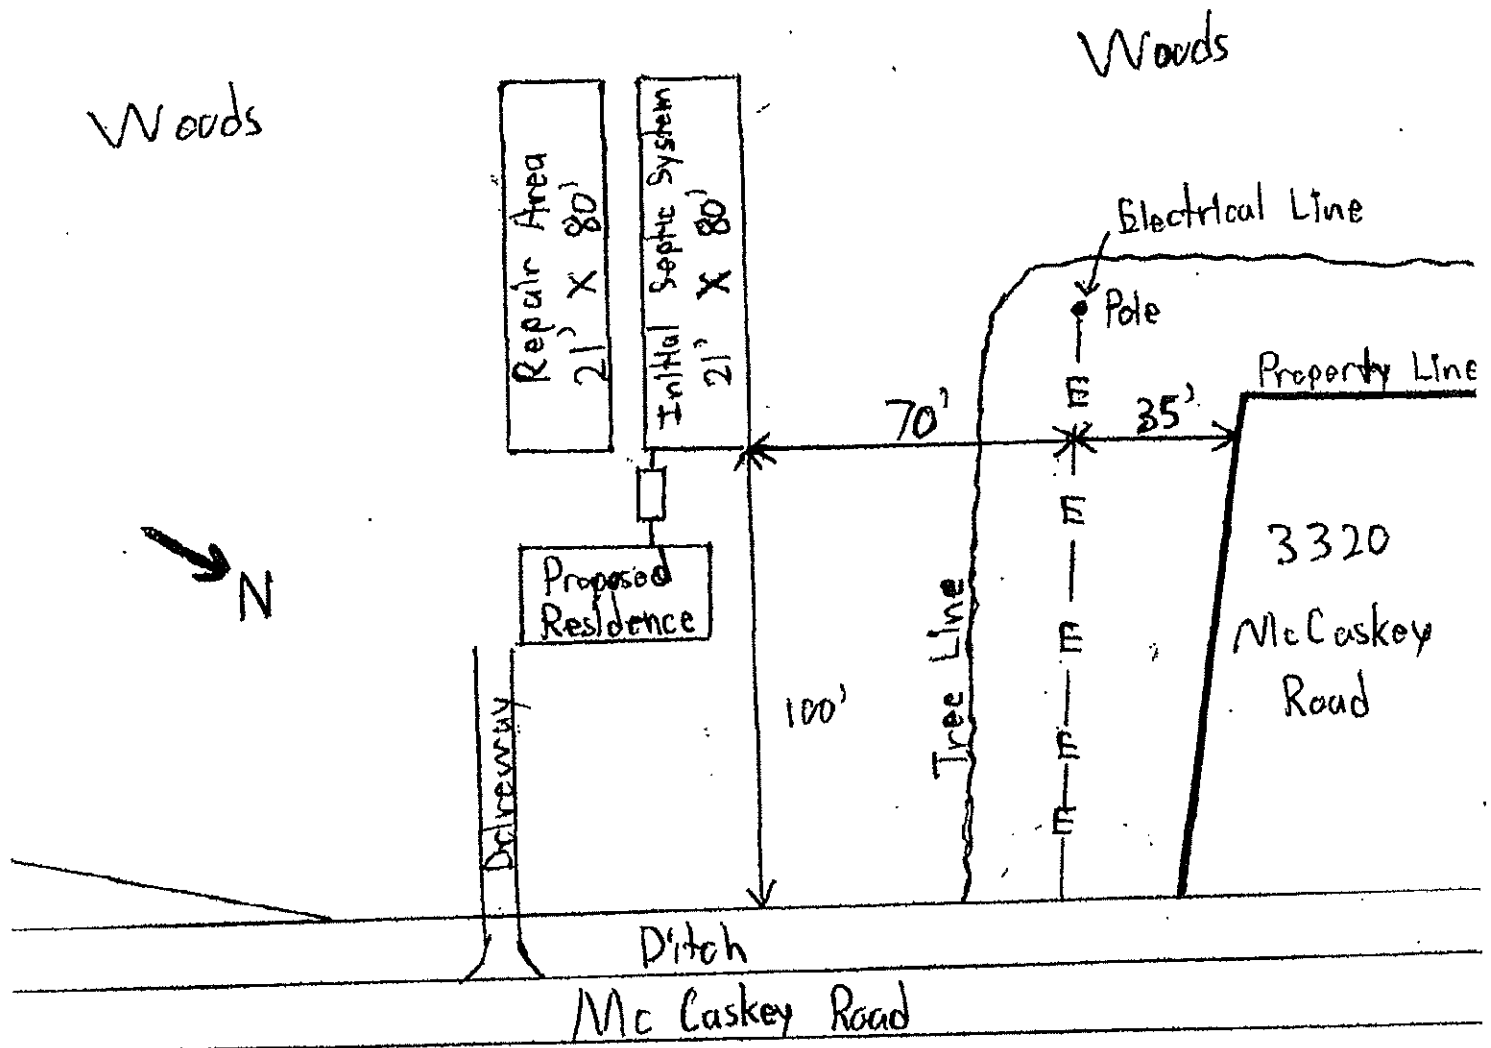 Woods
Woods
Repair Area
21' X 80'
Initial Septic System
21' X 80'
Electrical Line
Pole
Property Line
70'
35'
E
E
E
E
E
N
Proposed
Residence
3320
McCaskey
Road
Tree Line
100'
Driveway
Ditch
Mc Caskey Road